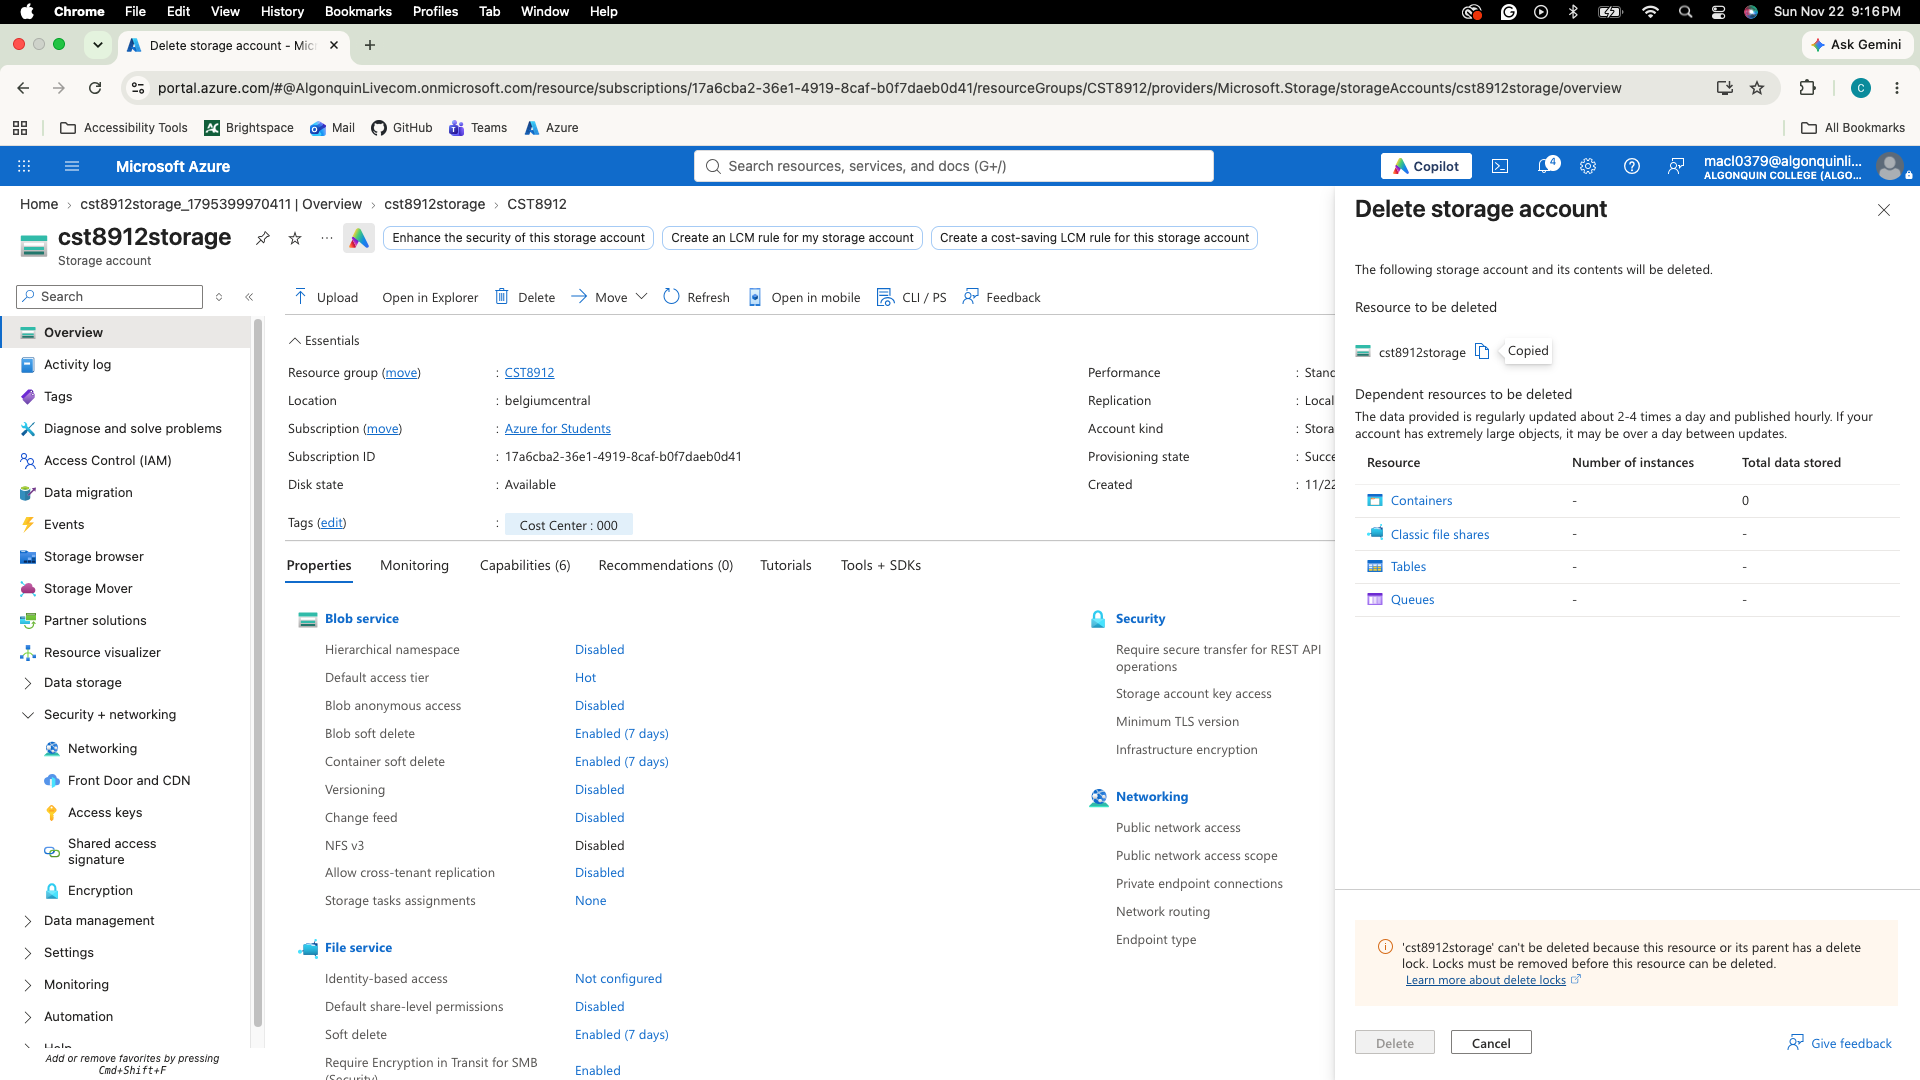 Chrome File Edit View History Bookmarks Profiles Tab Window Help
Sun Nov 22 9:16 PM
Delete storage account - Mic
Ask Gemini
portal.azure.com/#@AlgonquinLivecom.onmicrosoft.com/resource/subscriptions/17a6cba2-36e1-4919-8caf-b0f7daeb0d41/resourceGroups/CST8912/providers/Microsoft.Storage/storageAccounts/cst8912storage/overview
C
Accessibility Tools Brightspace Mail GitHub Teams Azure
All Bookmarks
Microsoft Azure
Search resources, services, and docs (G+/)
Copilot
4
macl0379@algonquinli...
ALGONQUIN COLLEGE (ALGO...
Home > cst8912storage_1795399970411 | Overview > cst8912storage > CST8912
cst8912storage
Storage account
Enhance the security of this storage account
Create an LCM rule for my storage account
Create a cost-saving LCM rule for this storage account
Search
Upload Open in Explorer Delete Move Refresh Open in mobile CLI / PS Feedback
Overview
Activity log
Tags
Diagnose and solve problems
Access Control (IAM)
Data migration
Events
Storage browser
Storage Mover
Partner solutions
Resource visualizer
Data storage
Security + networking
Networking
Front Door and CDN
Access keys
Shared access
signature
Encryption
Data management
Settings
Monitoring
Automation
Help
Add or remove favorites by pressing
Cmd+Shift+F
Essentials
Resource group (move) : CST8912
Location : belgiumcentral
Subscription (move) : Azure for Students
Subscription ID : 17a6cba2-36e1-4919-8caf-b0f7daeb0d41
Disk state : Available
Tags (edit) : Cost Center : 000
Performance : Stand
Replication : Local
Account kind : Stora
Provisioning state : Succe
Created : 11/22
Properties Monitoring Capabilities (6) Recommendations (0) Tutorials Tools + SDKs
Blob service
Hierarchical namespace Disabled
Default access tier Hot
Blob anonymous access Disabled
Blob soft delete Enabled (7 days)
Container soft delete Enabled (7 days)
Versioning Disabled
Change feed Disabled
NFS v3 Disabled
Allow cross-tenant replication Disabled
Storage tasks assignments None
File service
Identity-based access Not configured
Default share-level permissions Disabled
Soft delete Enabled (7 days)
Require Encryption in Transit for SMB Enabled
(Security)
Security
Require secure transfer for REST API
operations
Storage account key access
Minimum TLS version
Infrastructure encryption
Networking
Public network access
Public network access scope
Private endpoint connections
Network routing
Endpoint type
Delete storage account
The following storage account and its contents will be deleted.
Resource to be deleted
cst8912storage
Copied
Dependent resources to be deleted
The data provided is regularly updated about 2-4 times a day and published hourly. If your
account has extremely large objects, it may be over a day between updates.
Resource Number of instances Total data stored
Containers - 0
Classic file shares - -
Tables - -
Queues - -
'cst8912storage' can't be deleted because this resource or its parent has a delete
lock. Locks must be removed before this resource can be deleted.
Learn more about delete locks
Delete
Cancel
Give feedback